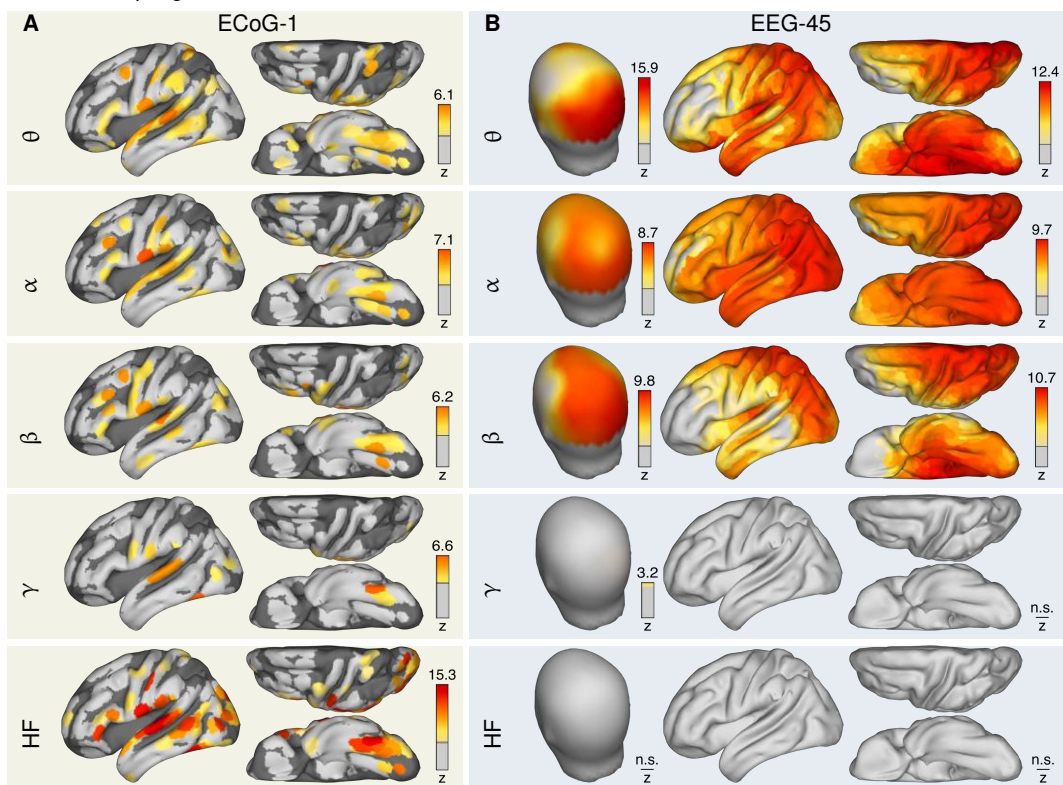 A ECoG-1
B EEG-45
θ 6.1 z
θ 15.9 z 12.4 z
α 7.1 z
α 8.7 z 9.7 z
β 6.2 z
β 9.8 z 10.7 z
γ 6.6 z
γ 3.2 z n.s. z
HF 15.3 z
HF n.s. z n.s. z